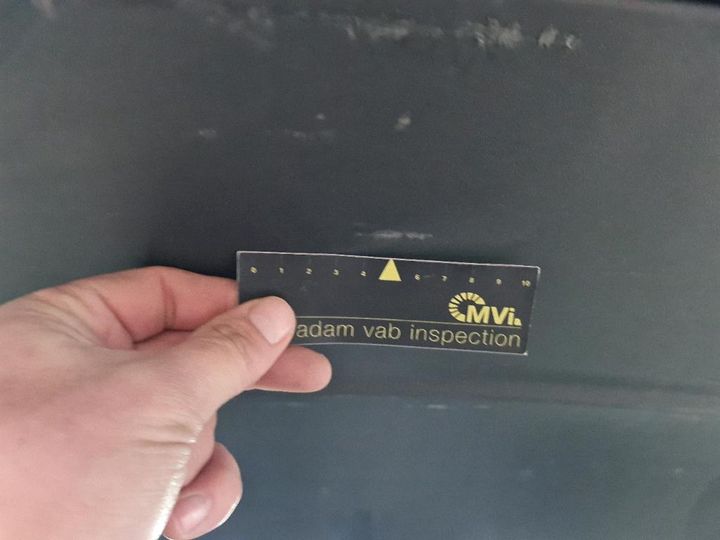 0 1 2 3 4 6 7 8 9 10
MVi.
adam vab inspection